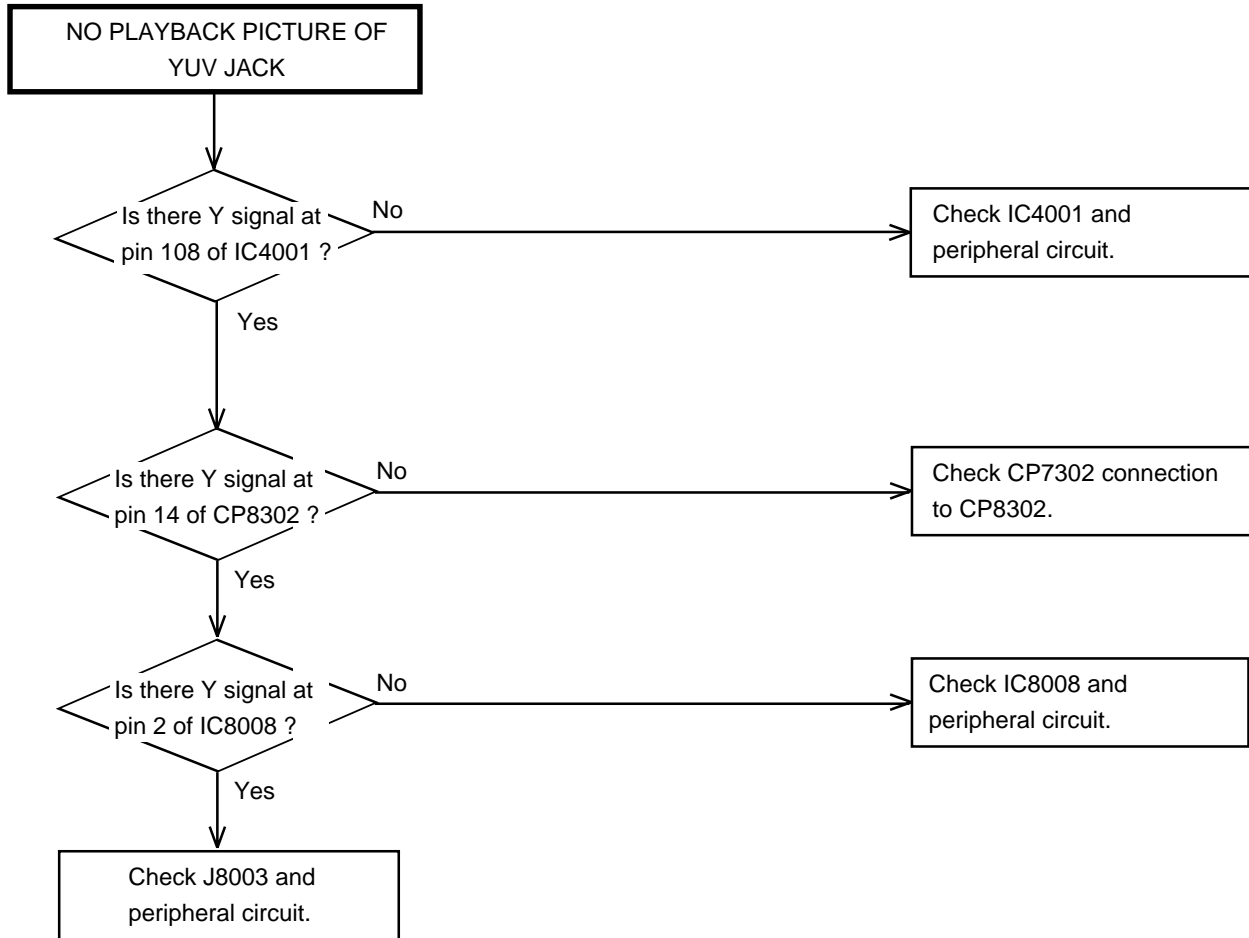 NO PLAYBACK PICTURE OF
YUV JACK
Is there Y signal at
pin 108 of IC4001 ?
No
Check IC4001 and
peripheral circuit.
Yes
Is there Y signal at
pin 14 of CP8302 ?
No
Check CP7302 connection
to CP8302.
Yes
Is there Y signal at
pin 2 of IC8008 ?
No
Check IC8008 and
peripheral circuit.
Yes
Check J8003 and
peripheral circuit.